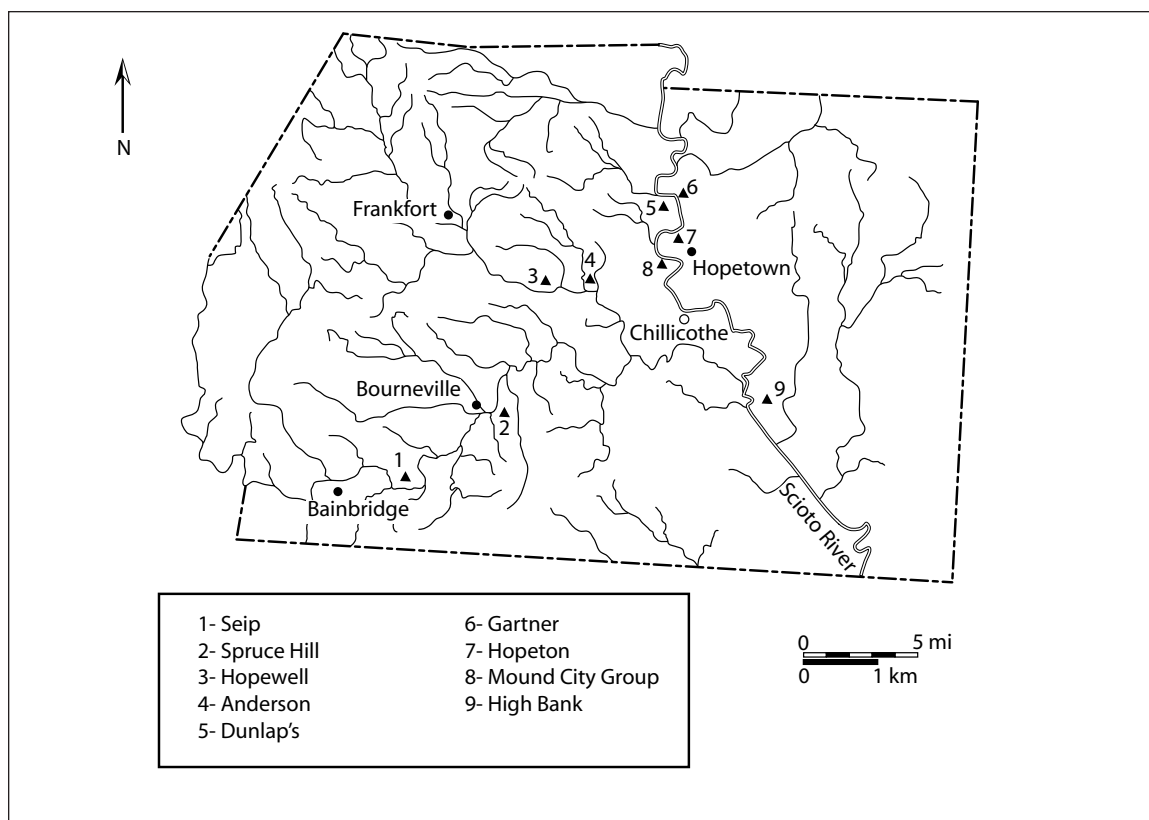 N
6
5
Frankfort
7
4
8
Hopetown
3
Chillicothe
9
Bourneville
2
1
Bainbridge
Scioto River
1- Seip
2- Spruce Hill
3- Hopewell
4- Anderson
5- Dunlap's
6- Gartner
7- Hopeton
8- Mound City Group
9- High Bank
0 5 mi
0 1 km